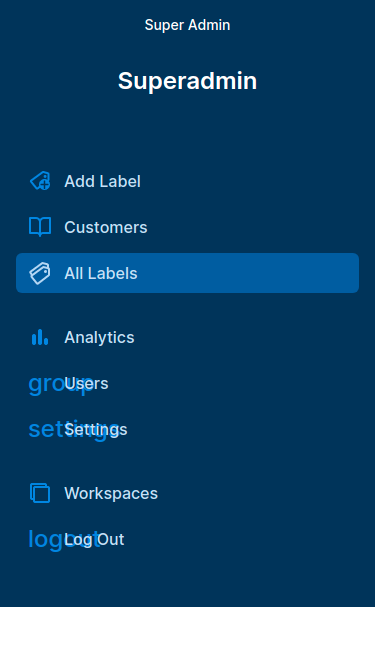 Super Admin
Superadmin
Add Label
Customers
All Labels
Analytics
group Users
settings Settings
Workspaces
logout Log Out